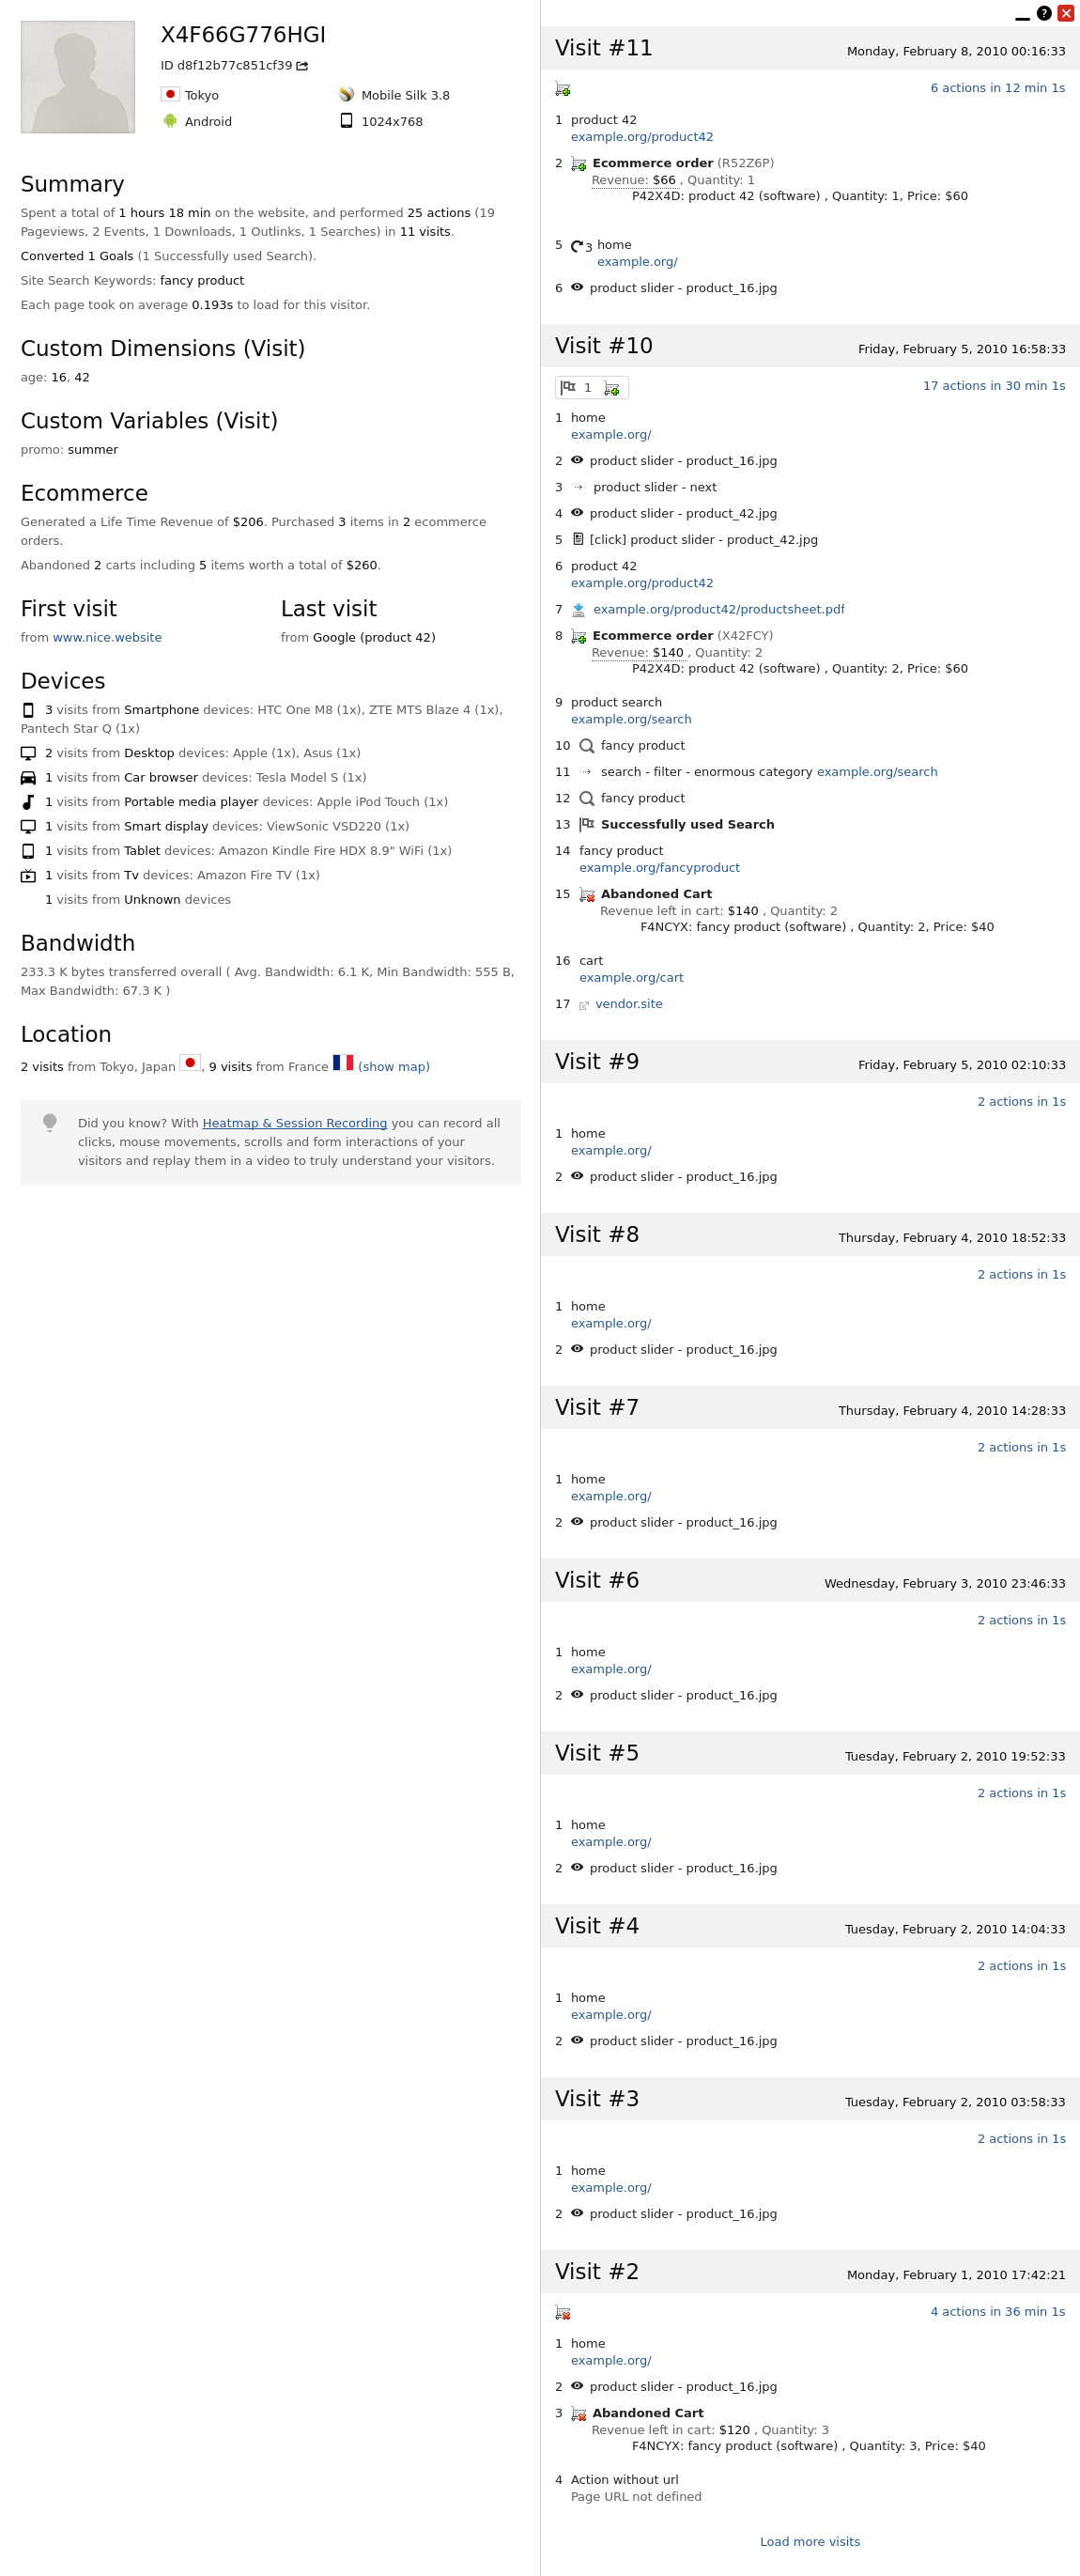 X4F66G776HGI
ID d8f12b77c851cf39
Tokyo
Mobile Silk 3.8
Android
1024x768
Summary
Spent a total of 1 hours 18 min on the website, and performed 25 actions (19
Pageviews, 2 Events, 1 Downloads, 1 Outlinks, 1 Searches) in 11 visits.
Converted 1 Goals (1 Successfully used Search).
Site Search Keywords: fancy product
Each page took on average 0.193s to load for this visitor.
Custom Dimensions (Visit)
age: 16, 42
Custom Variables (Visit)
promo: summer
Ecommerce
Generated a Life Time Revenue of $206. Purchased 3 items in 2 ecommerce
orders.
Abandoned 2 carts including 5 items worth a total of $260.
First visit
from www.nice.website
Last visit
from Google (product 42)
Devices
3 visits from Smartphone devices: HTC One M8 (1x), ZTE MTS Blaze 4 (1x),
Pantech Star Q (1x)
2 visits from Desktop devices: Apple (1x), Asus (1x)
1 visits from Car browser devices: Tesla Model S (1x)
1 visits from Portable media player devices: Apple iPod Touch (1x)
1 visits from Smart display devices: ViewSonic VSD220 (1x)
1 visits from Tablet devices: Amazon Kindle Fire HDX 8.9" WiFi (1x)
1 visits from Tv devices: Amazon Fire TV (1x)
1 visits from Unknown devices
Bandwidth
233.3 K bytes transferred overall ( Avg. Bandwidth: 6.1 K, Min Bandwidth: 555 B,
Max Bandwidth: 67.3 K )
Location
2 visits from Tokyo, Japan , 9 visits from France (show map)
Did you know? With Heatmap & Session Recording you can record all
clicks, mouse movements, scrolls and form interactions of your
visitors and replay them in a video to truly understand your visitors.
?
Visit #11 Monday, February 8, 2010 00:16:33
6 actions in 12 min 1s
1 product 42
example.org/product42
2 Ecommerce order (R52Z6P)
Revenue: $66 , Quantity: 1
P42X4D: product 42 (software) , Quantity: 1, Price: $60
5 3 home
example.org/
6 product slider - product_16.jpg
Visit #10 Friday, February 5, 2010 16:58:33
1 17 actions in 30 min 1s
1 home
example.org/
2 product slider - product_16.jpg
3 product slider - next
4 product slider - product_42.jpg
5 [click] product slider - product_42.jpg
6 product 42
example.org/product42
7 example.org/product42/productsheet.pdf
8 Ecommerce order (X42FCY)
Revenue: $140 , Quantity: 2
P42X4D: product 42 (software) , Quantity: 2, Price: $60
9 product search
example.org/search
10 fancy product
11 search - filter - enormous category example.org/search
12 fancy product
13 Successfully used Search
14 fancy product
example.org/fancyproduct
15 Abandoned Cart
Revenue left in cart: $140 , Quantity: 2
F4NCYX: fancy product (software) , Quantity: 2, Price: $40
16 cart
example.org/cart
17 vendor.site
Visit #9 Friday, February 5, 2010 02:10:33
2 actions in 1s
1 home
example.org/
2 product slider - product_16.jpg
Visit #8 Thursday, February 4, 2010 18:52:33
2 actions in 1s
1 home
example.org/
2 product slider - product_16.jpg
Visit #7 Thursday, February 4, 2010 14:28:33
2 actions in 1s
1 home
example.org/
2 product slider - product_16.jpg
Visit #6 Wednesday, February 3, 2010 23:46:33
2 actions in 1s
1 home
example.org/
2 product slider - product_16.jpg
Visit #5 Tuesday, February 2, 2010 19:52:33
2 actions in 1s
1 home
example.org/
2 product slider - product_16.jpg
Visit #4 Tuesday, February 2, 2010 14:04:33
2 actions in 1s
1 home
example.org/
2 product slider - product_16.jpg
Visit #3 Tuesday, February 2, 2010 03:58:33
2 actions in 1s
1 home
example.org/
2 product slider - product_16.jpg
Visit #2 Monday, February 1, 2010 17:42:21
4 actions in 36 min 1s
1 home
example.org/
2 product slider - product_16.jpg
3 Abandoned Cart
Revenue left in cart: $120 , Quantity: 3
F4NCYX: fancy product (software) , Quantity: 3, Price: $40
4 Action without url
Page URL not defined
Load more visits